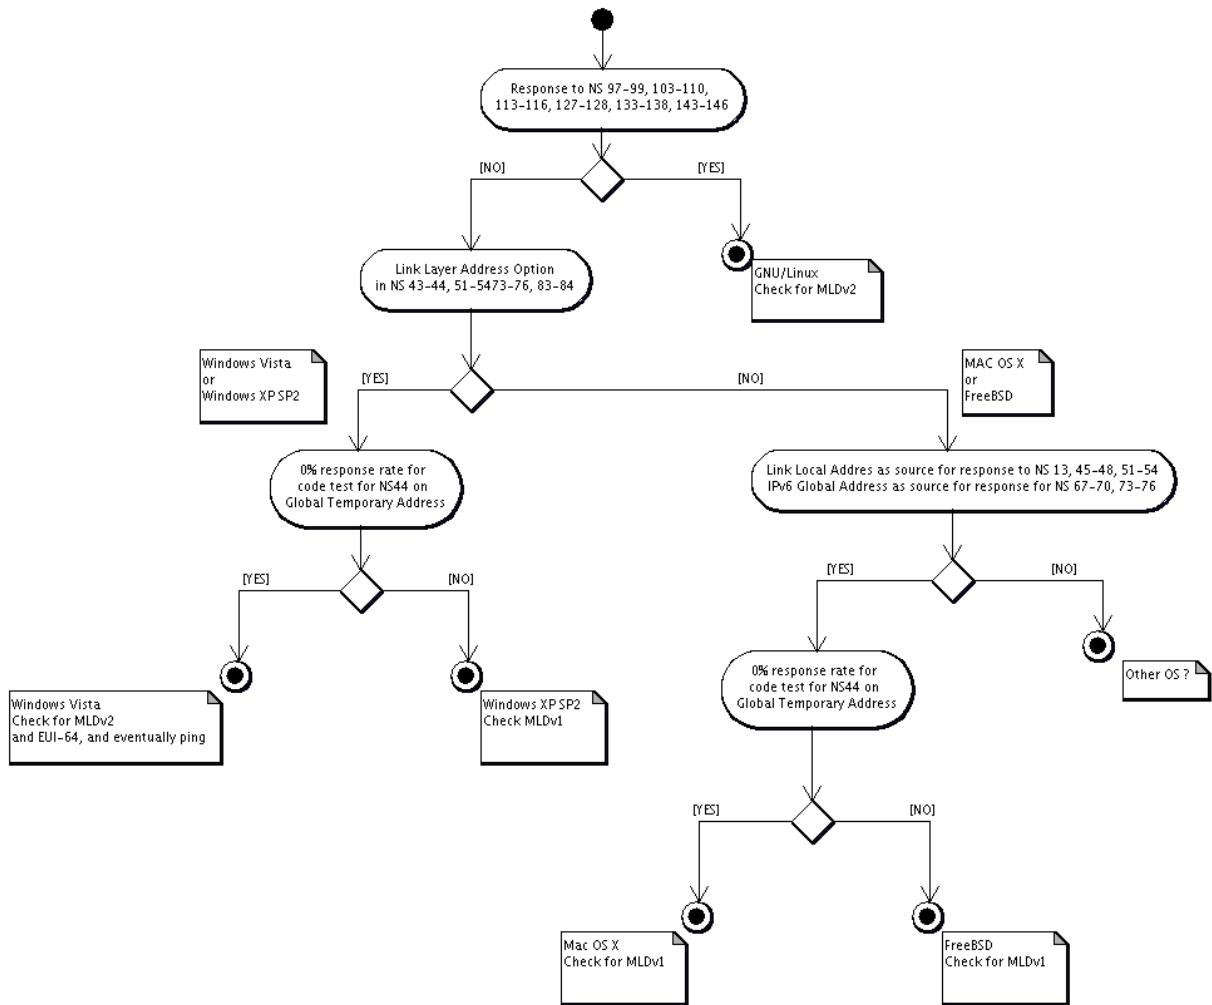 Response to NS 97-99, 103-110,
113-116, 127-128, 133-138, 143-146
[NO]
[YES]
Link Layer Address Option
in NS 43-44, 51-5473-76, 83-84
GNU/Linux
Check for MLDv2
Windows Vista
or
Windows XP SP2
[YES]
[NO]
MAC OS X
or
FreeBSD
0% response rate for
code test for NS44 on
Global Temporary Address
Link Local Addres as source for response to NS 13, 45-48, 51-54
IPv6 Global Address as source for response for NS 67-70, 73-76
[YES]
[NO]
[YES]
[NO]
Windows Vista
Check for MLDv2
and EUI-64, and eventually ping
Windows XP SP2
Check MLDv1
0% response rate for
code test for NS44 on
Global Temporary Address
Other OS ?
[YES]
[NO]
Mac OS X
Check for MLDv1
FreeBSD
Check for MLDv1